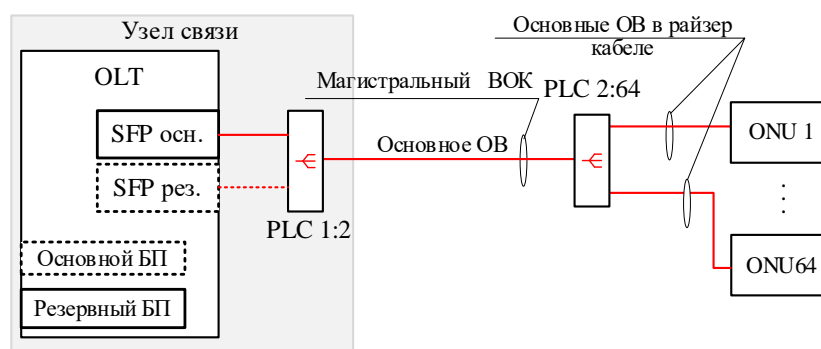 Узел связи
OLT
SFP осн.
SFP рез.
Основной БП
Резервный БП
PLC 1:2
Магистральный ВОК
Основное ОВ
PLC 2:64
Основные ОВ в райзер
кабеле
ONU 1
ONU64